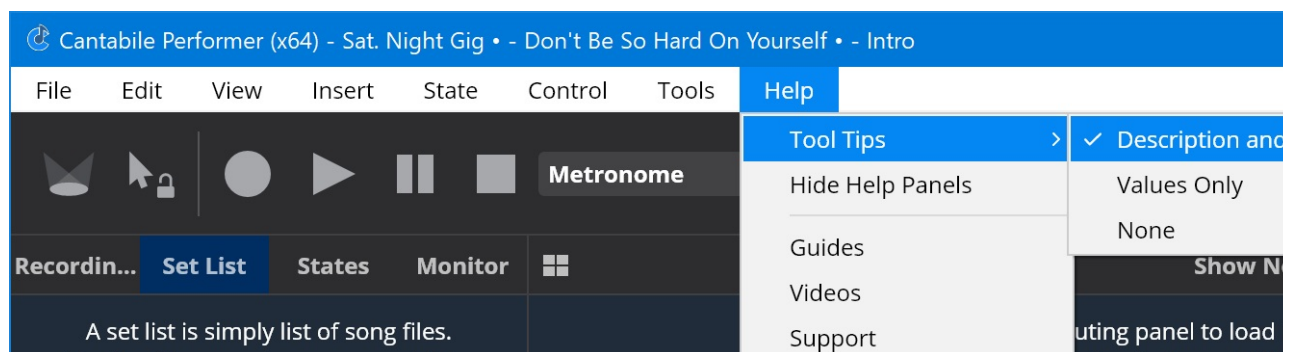 Cantabile Performer (x64) - Sat. Night Gig • - Don't Be So Hard On Yourself • - Intro
File Edit View Insert State Control Tools Help
Tool Tips
✓ Description and
Hide Help Panels
Values Only
None
Metronome
Guides
Videos
Support
Recordin... Set List States Monitor
Show
A set list is simply list of song files.
panel to load